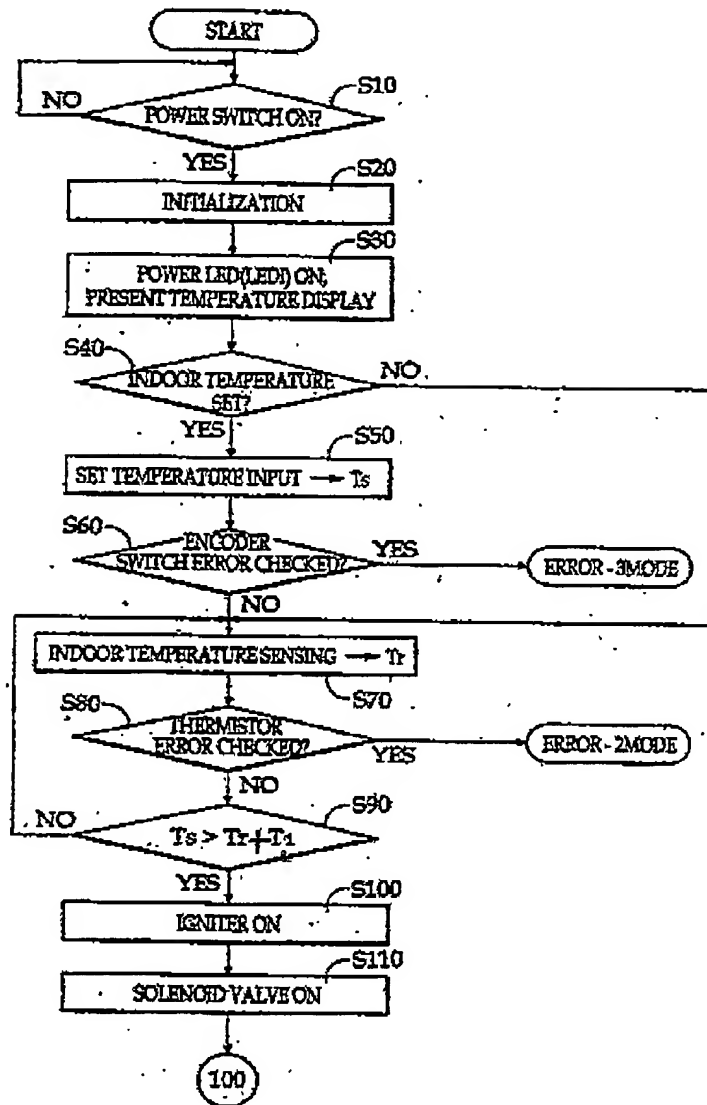 START
S10
NO
POWER SWITCH ON?
YES
S20
INITIALIZATION
S30
POWER LED(LED1) ON;
PRESENT TEMPERATURE DISPLAY
S40
INDOOR TEMPERATURE
SET?
NO
YES
S50
SET TEMPERATURE INPUT → Ts
S60
ENCODER
SWITCH ERROR CHECKED?
YES
ERROR-3MODE
NO
INDOOR TEMPERATURE SENSING → Tr
S70
S80
THERMISTOR
ERROR CHECKED?
YES
ERROR-2MODE
NO
S90
NO
Ts > Tr + T1
YES
S100
IGNITER ON
S110
SOLENOID VALVE ON
100